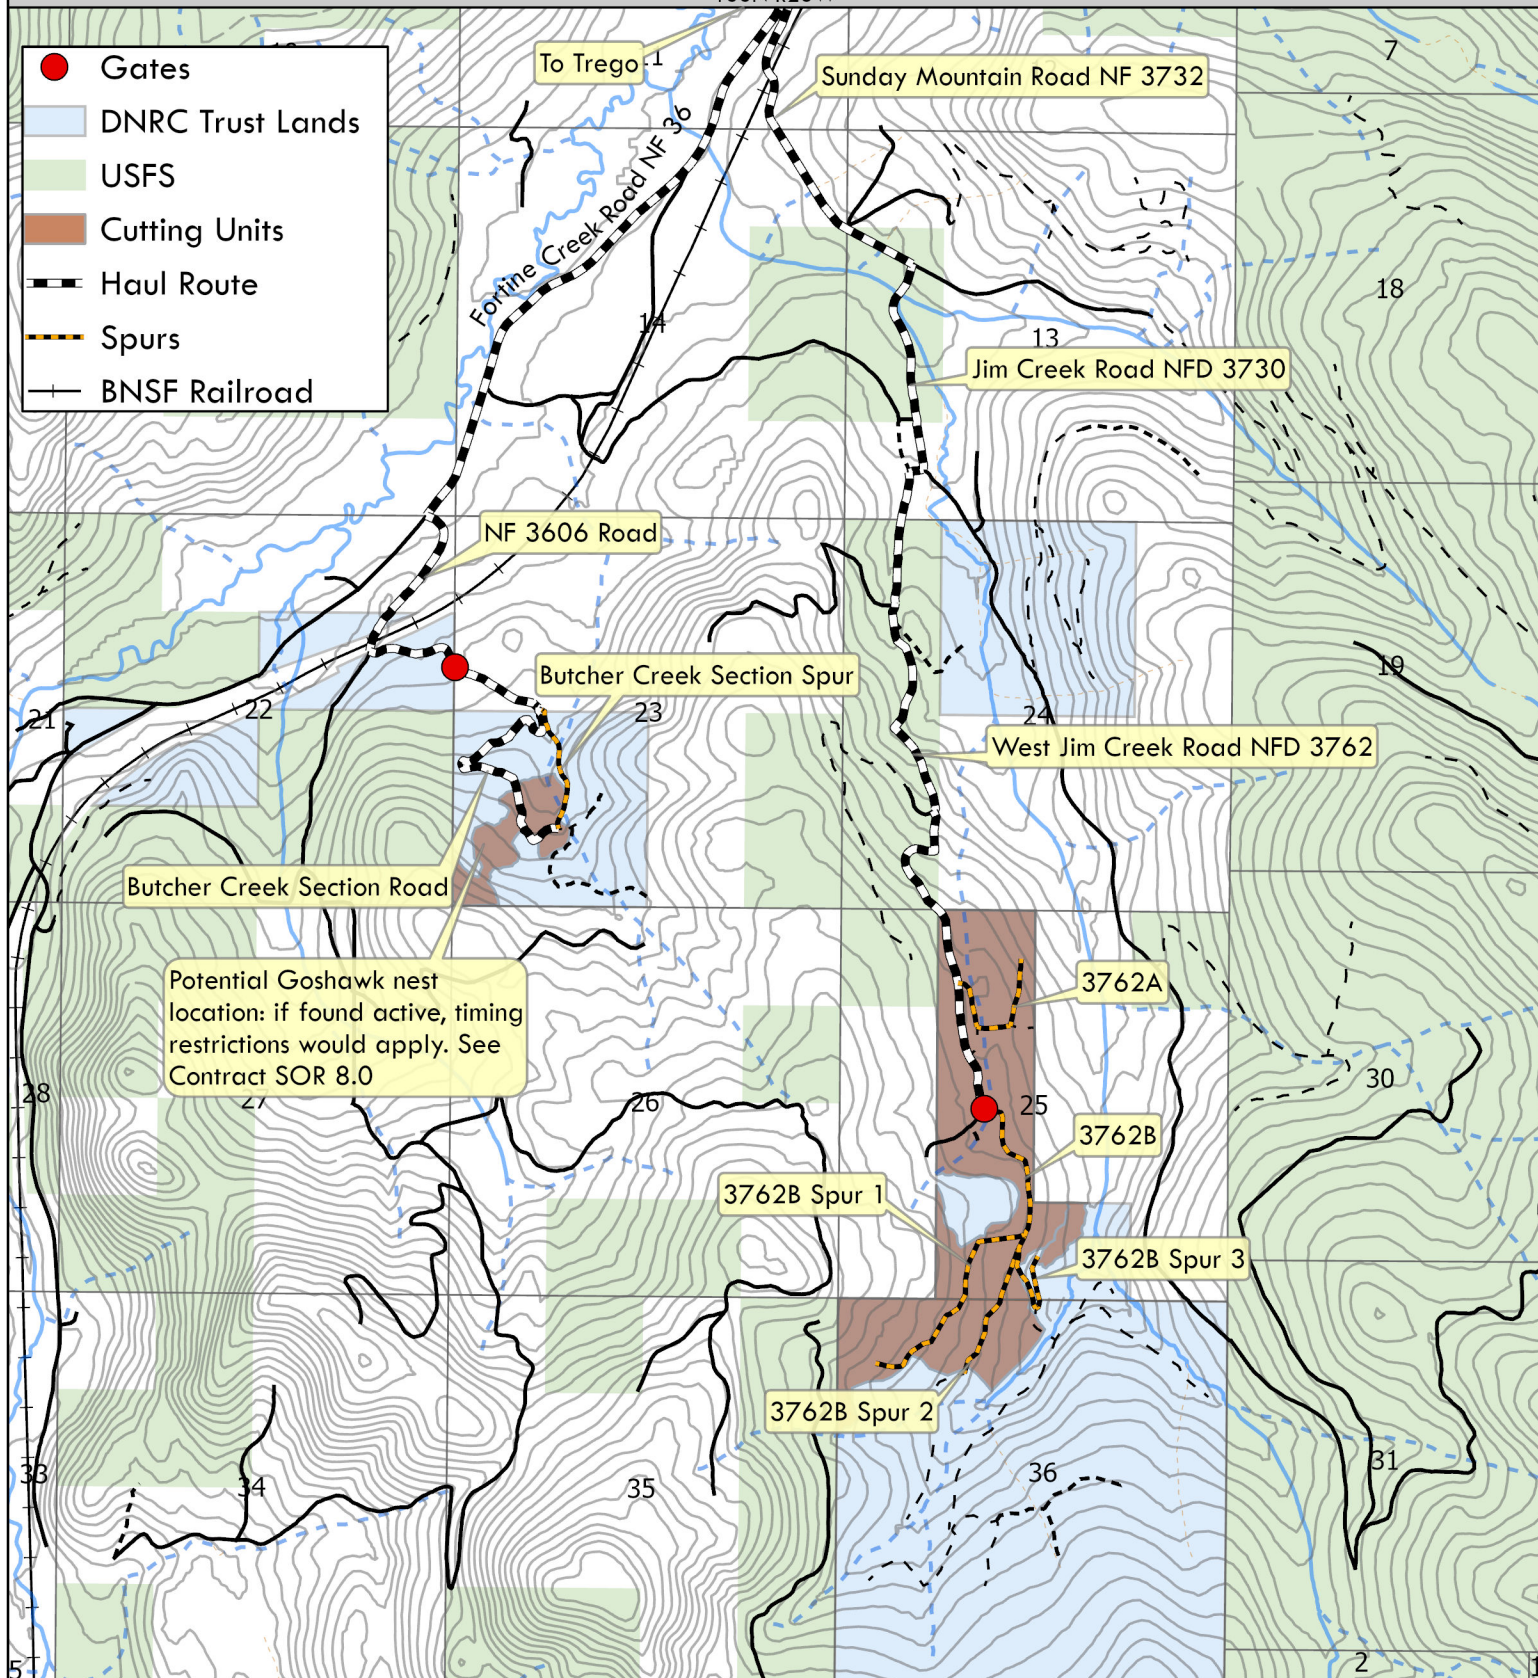 Gates
DNRC Trust Lands
USFS
Cutting Units
Haul Route
Spurs
BNSF Railroad
To Trego
Sunday Mountain Road NF 3732
7
Fortine Creek Road NF 36
14
13
18
Jim Creek Road NFD 3730
NF 3606 Road
Butcher Creek Section Spur
19
21
22
23
24
West Jim Creek Road NFD 3762
Butcher Creek Section Road
Potential Goshawk nest
location: if found active, timing
restrictions would apply. See
Contract SOR 8.0
3762A
28
27
26
25
30
3762B
3762B Spur 1
3762B Spur 3
3762B Spur 2
33
34
35
36
31
5
2